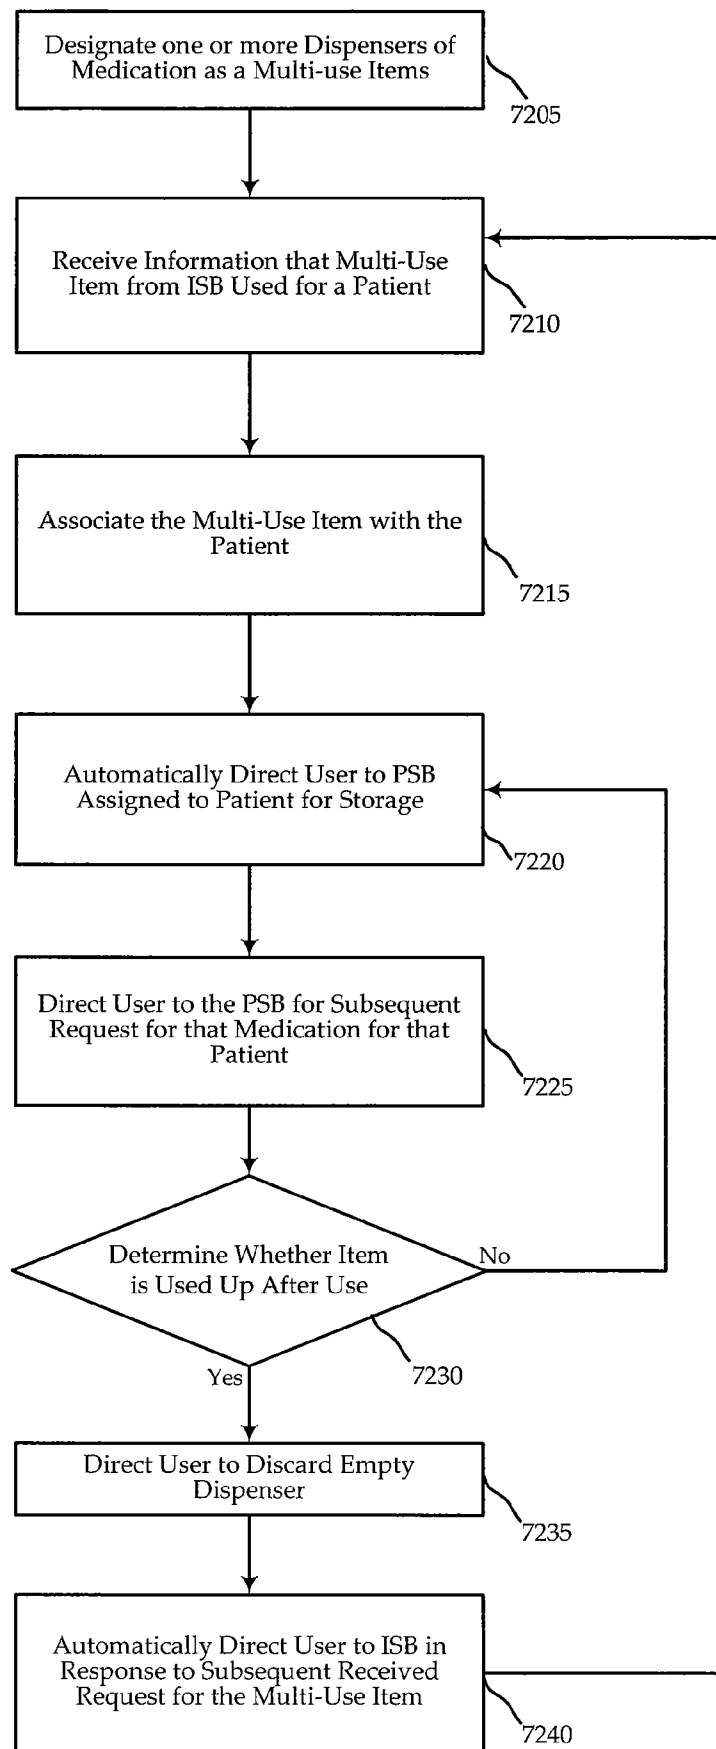 Designate one or more Dispensers of
Medication as a Multi-use Items
7205
Receive Information that Multi-Use
Item from ISB Used for a Patient
7210
Associate the Multi-Use Item with the
Patient
7215
Automatically Direct User to PSB
Assigned to Patient for Storage
7220
Direct User to the PSB for Subsequent
Request for that Medication for that
Patient
7225
Determine Whether Item
is Used Up After Use
No
7230
Yes
Direct User to Discard Empty
Dispenser
7235
Automatically Direct User to ISB in
Response to Subsequent Received
Request for the Multi-Use Item
7240